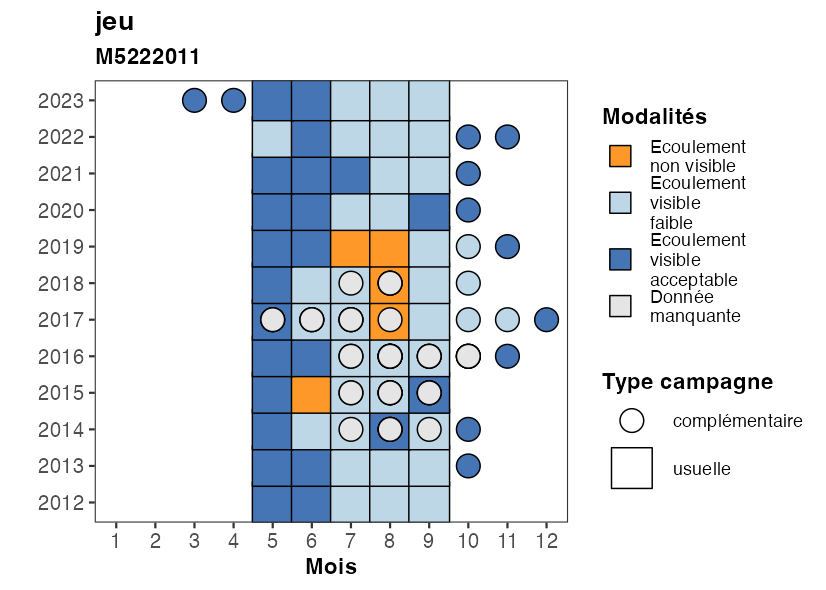 jeu
M5222011
2023
2022
2021
2020
2019
2018
2017
2016
2015
2014
2013
2012
1 2 3 4 5 6 7 8 9 10 11 12
Mois
Modalités
Ecoulement
non visible
Ecoulement
visible
faible
Ecoulement
visible
acceptable
Donnée
manquante
Type campagne
complémentaire
usuelle